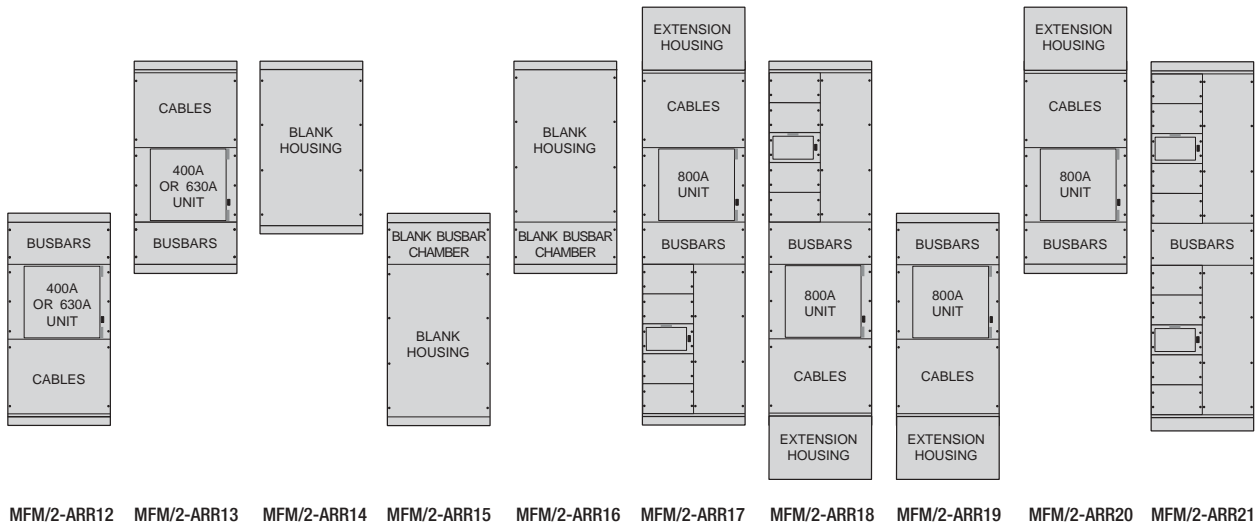 BUSBARS
400A
OR 630A
UNIT
CABLES
CABLES
400A
OR 630A
UNIT
BUSBARS
BLANK
HOUSING
BLANK BUSBAR
CHAMBER
BLANK
HOUSING
BLANK
HOUSING
BLANK BUSBAR
CHAMBER
EXTENSION
HOUSING
CABLES
800A
UNIT
BUSBARS
BUSBARS
800A
UNIT
CABLES
EXTENSION
HOUSING
BUSBARS
800A
UNIT
CABLES
EXTENSION
HOUSING
EXTENSION
HOUSING
CABLES
800A
UNIT
BUSBARS
BUSBARS
MFM/2-ARR12 MFM/2-ARR13 MFM/2-ARR14 MFM/2-ARR15 MFM/2-ARR16 MFM/2-ARR17 MFM/2-ARR18 MFM/2-ARR19 MFM/2-ARR20 MFM/2-ARR21